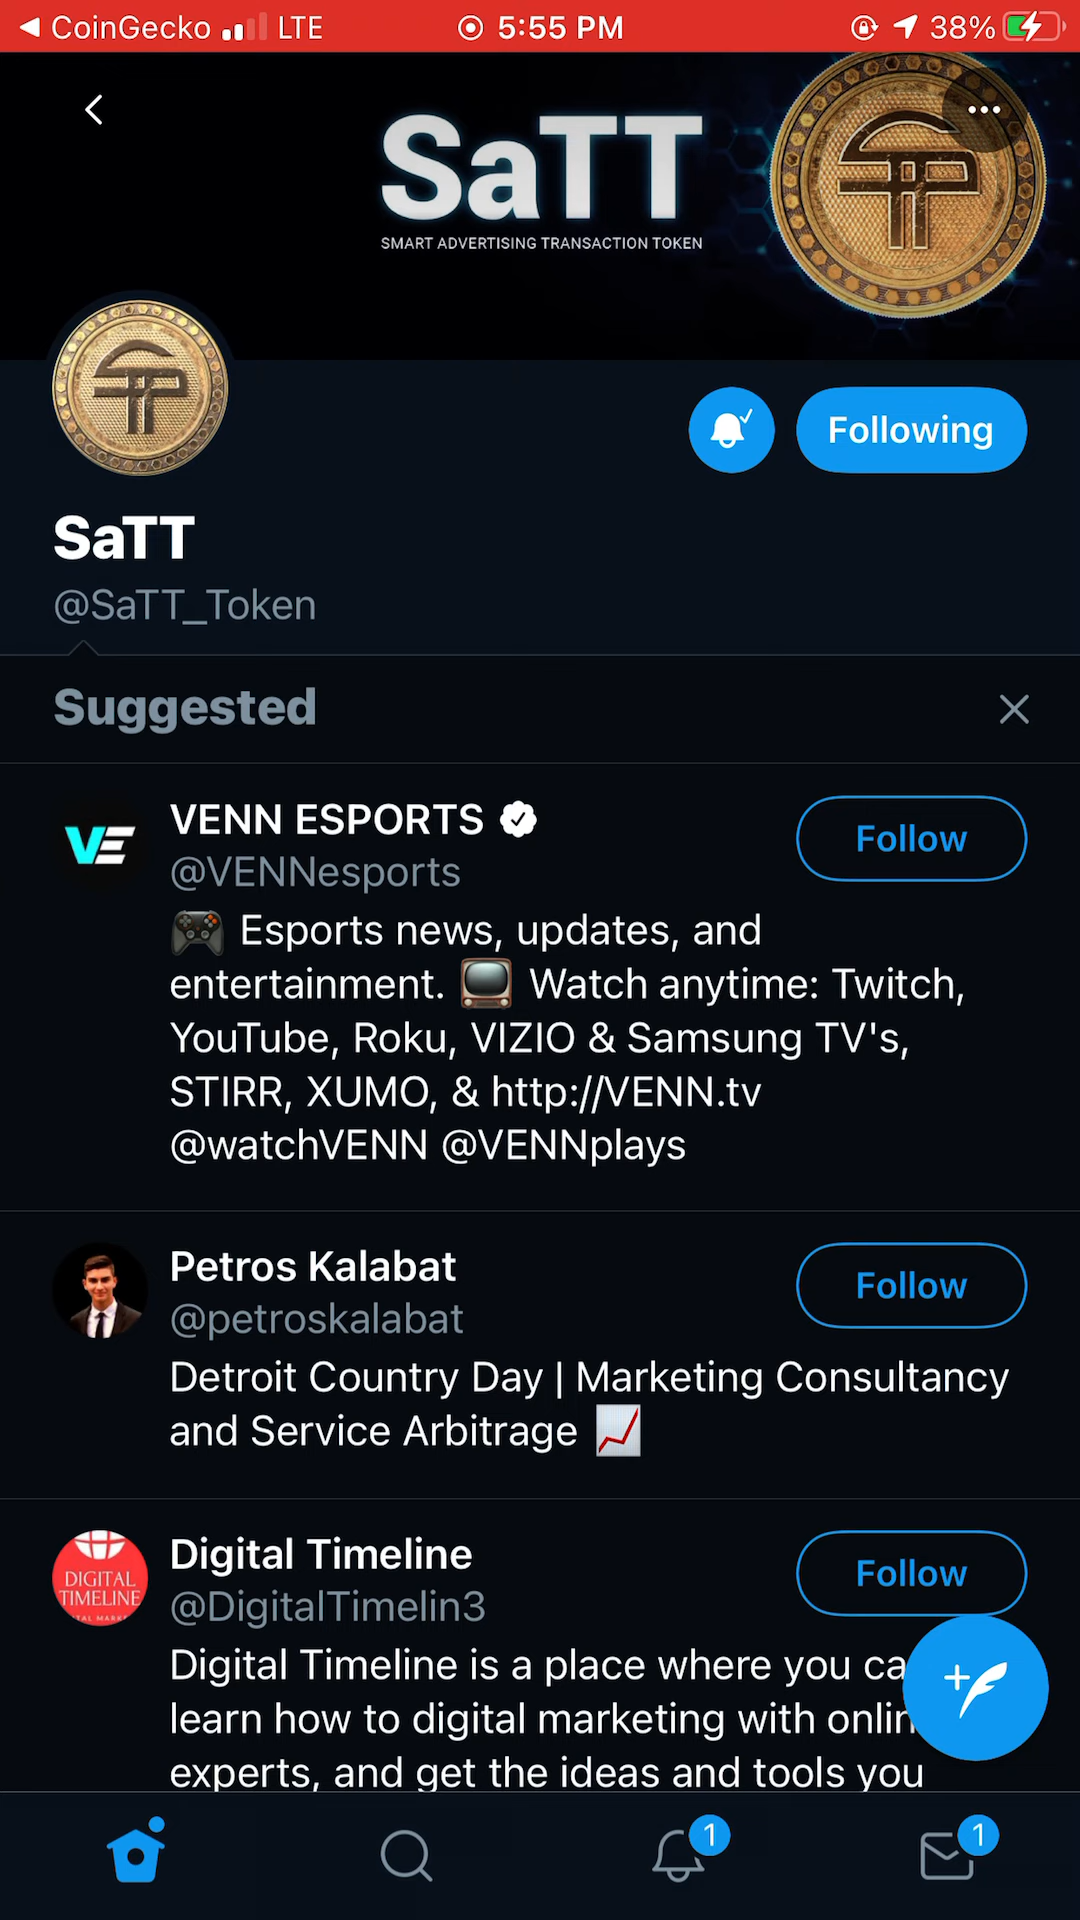 CoinGecko LTE 5:55 PM 38%
SaTT
SMART ADVERTISING TRANSACTION TOKEN
Following
SaTT
@SaTT_Token
Suggested
VENN ESPORTS
Follow
@VENNesports
🎮 Esports news, updates, and
entertainment. 📺 Watch anytime: Twitch,
YouTube, Roku, VIZIO & Samsung TV's,
STIRR, XUMO, & http://VENN.tv
@watchVENN @VENNplays
Petros Kalabat
Follow
@petroskalabat
Detroit Country Day | Marketing Consultancy
and Service Arbitrage 📈
DIGITAL
TIMELINE
TAL MARK
Digital Timeline
Follow
@DigitalTimelin3
Digital Timeline is a place where you ca
learn how to digital marketing with onlin
experts, and get the ideas and tools you
1
1